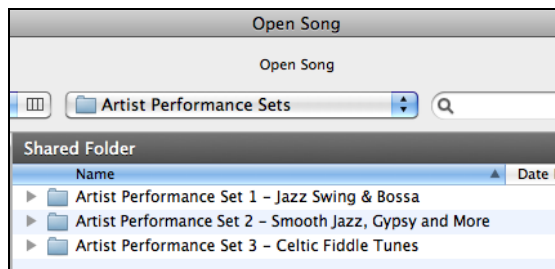 Open Song
Open Song
Artist Performance Sets
Shared Folder
Name Date
Artist Performance Set 1 – Jazz Swing & Bossa
Artist Performance Set 2 – Smooth Jazz, Gypsy and More
Artist Performance Set 3 – Celtic Fiddle Tunes